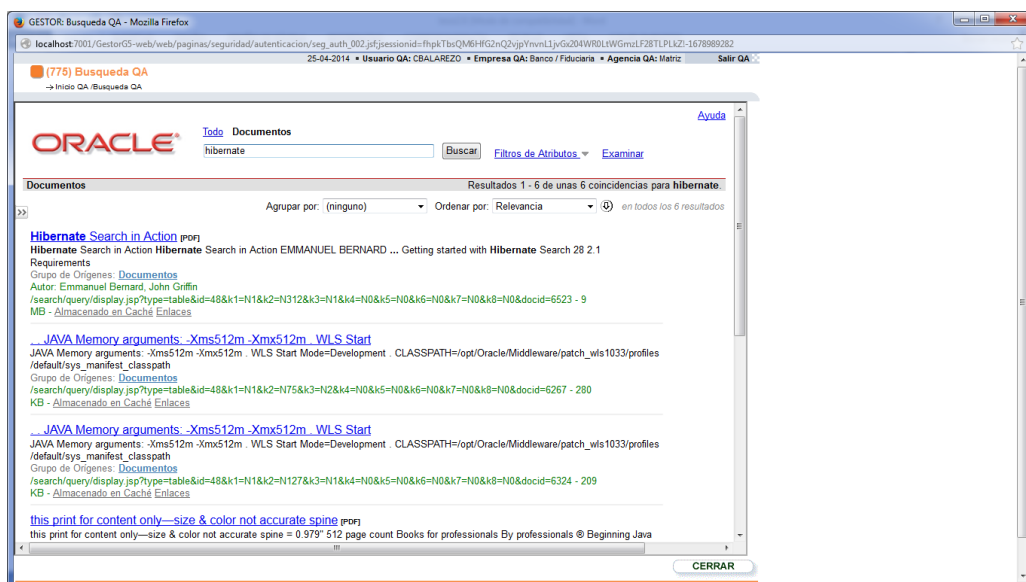 GESTOR: Busqueda QA - Mozilla Firefox
localhost:7001/GestorG5-web/web/paginas/seguridad/autenticacion/seg_auth_002.jsf;jsessionid=fhpkTbsQM6HfG2nQ2vjpYnvnL1jvGx204WR0LtWGmzLF28TLPLkZ!-1678989282
25-04-2014 ▪ Usuario QA: CBALAREZO ▪ Empresa QA: Banco / Fiduciaria ▪ Agencia QA: Matriz Salir QA
(775) Busqueda QA
Inicio QA /Busqueda QA
Ayuda
ORACLE
Todo Documentos
hibernate Buscar Filtros de Atributos Examinar
Documentos Resultados 1 - 6 de unas 6 coincidencias para hibernate.
Agrupar por: (ninguno) Ordenar por: Relevancia en todos los 6 resultados
Hibernate Search in Action [PDF]
Hibernate Search in Action Hibernate Search in Action EMMANUEL BERNARD ... Getting started with Hibernate Search 28 2.1
Requirements
Grupo de Orígenes: Documentos
Autor: Emmanuel Bernard, John Griffin
/search/query/display.jsp?type=table&id=48&k1=N1&k2=N312&k3=N1&k4=N0&k5=N0&k6=N0&k7=N0&k8=N0&docid=6523 - 9
MB - Almacenado en Caché Enlaces
. . JAVA Memory arguments: -Xms512m -Xmx512m . WLS Start
JAVA Memory arguments: -Xms512m -Xmx512m . WLS Start Mode=Development . CLASSPATH=/opt/Oracle/Middleware/patch_wls1033/profiles
/default/sys_manifest_classpath
Grupo de Orígenes: Documentos
/search/query/display.jsp?type=table&id=48&k1=N1&k2=N75&k3=N2&k4=N0&k5=N0&k6=N0&k7=N0&k8=N0&docid=6267 - 280
KB - Almacenado en Caché Enlaces
. . JAVA Memory arguments: -Xms512m -Xmx512m . WLS Start
JAVA Memory arguments: -Xms512m -Xmx512m . WLS Start Mode=Development . CLASSPATH=/opt/Oracle/Middleware/patch_wls1033/profiles
/default/sys_manifest_classpath
Grupo de Orígenes: Documentos
/search/query/display.jsp?type=table&id=48&k1=N1&k2=N127&k3=N1&k4=N0&k5=N0&k6=N0&k7=N0&k8=N0&docid=6324 - 209
KB - Almacenado en Caché Enlaces
this print for content only—size & color not accurate spine [PDF]
this print for content only—size & color not accurate spine = 0.979" 512 page count Books for professionals By professionals ® Beginning Java
CERRAR